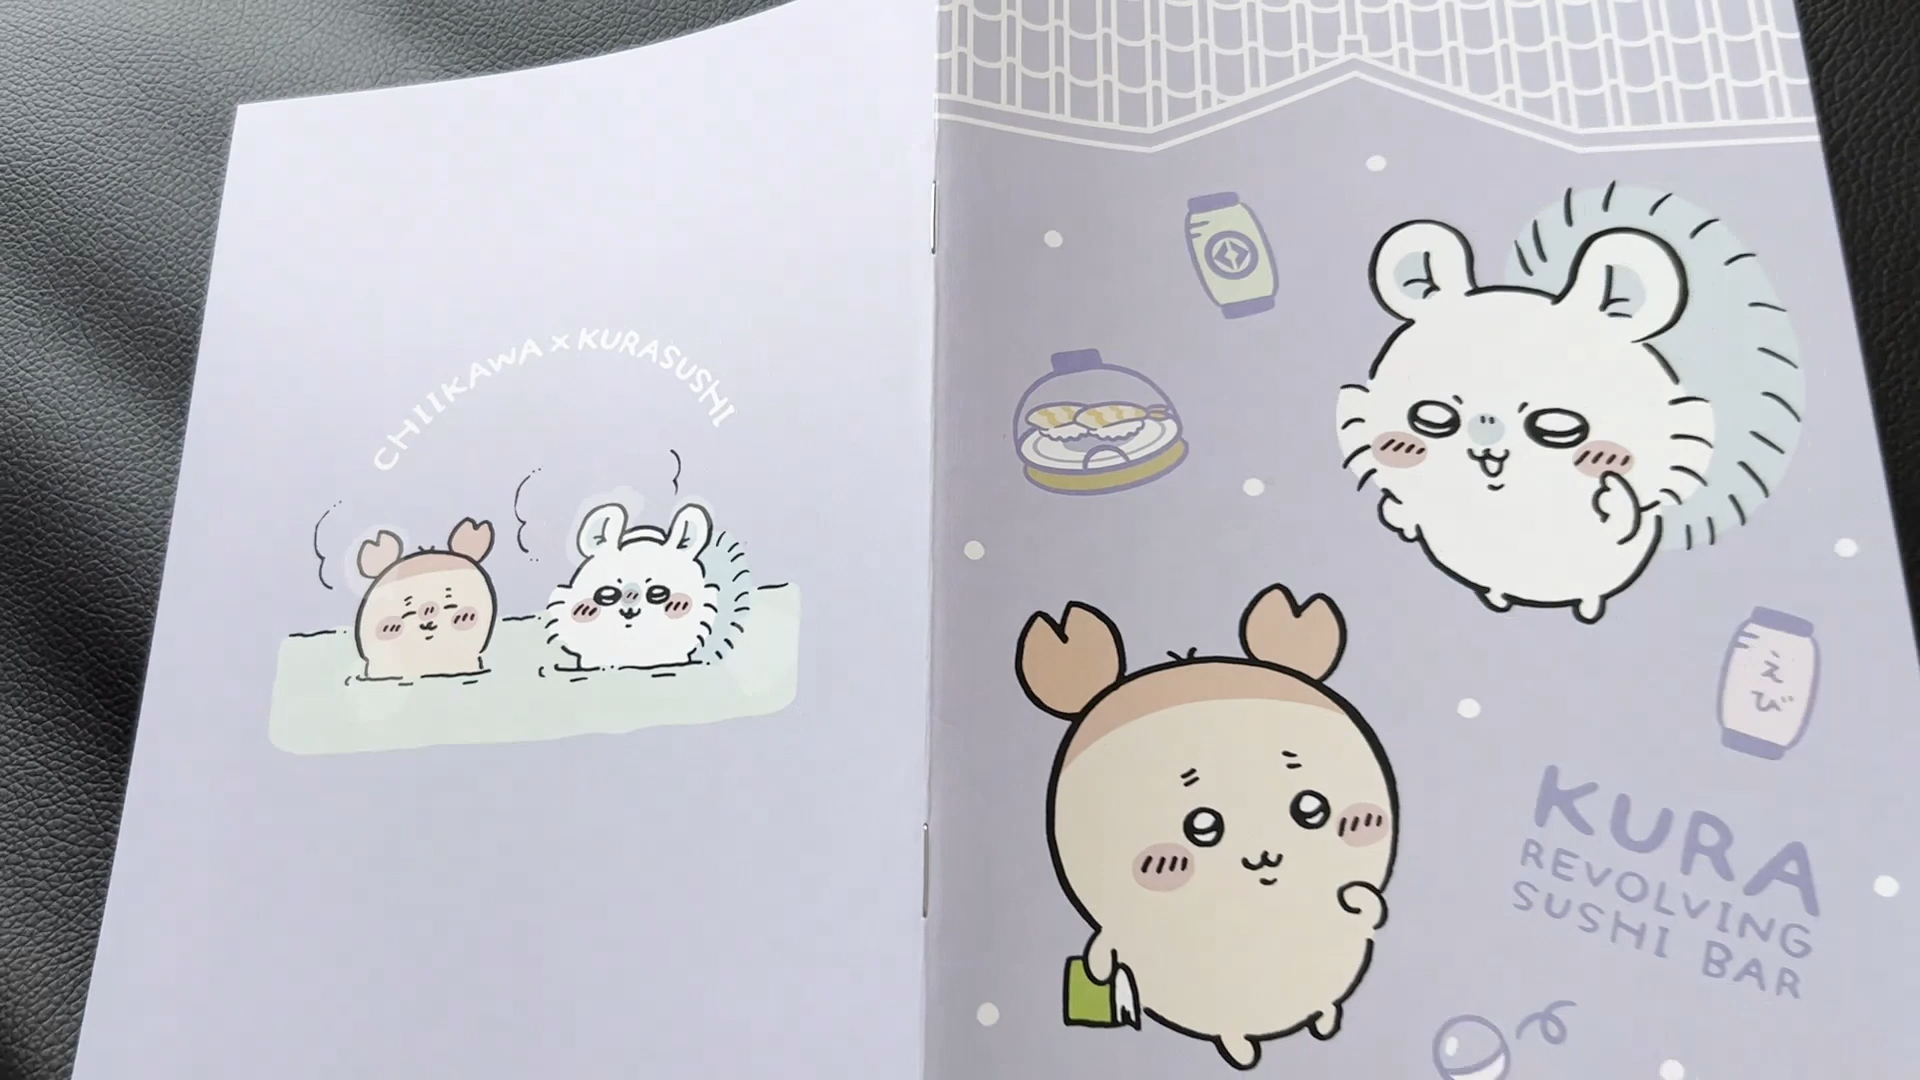 CHIIKAWA x KURASUSHI
えび
KURA
REVOLVING
SUSHI BAR